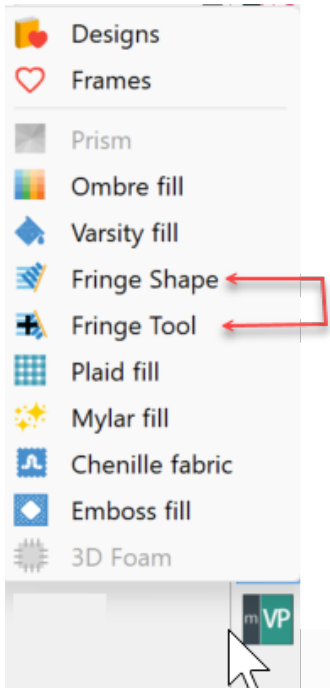 Designs
Frames
Prism
Ombre fill
Varsity fill
Fringe Shape
Fringe Tool
Plaid fill
Mylar fill
Chenille fabric
Emboss fill
3D Foam
m VP